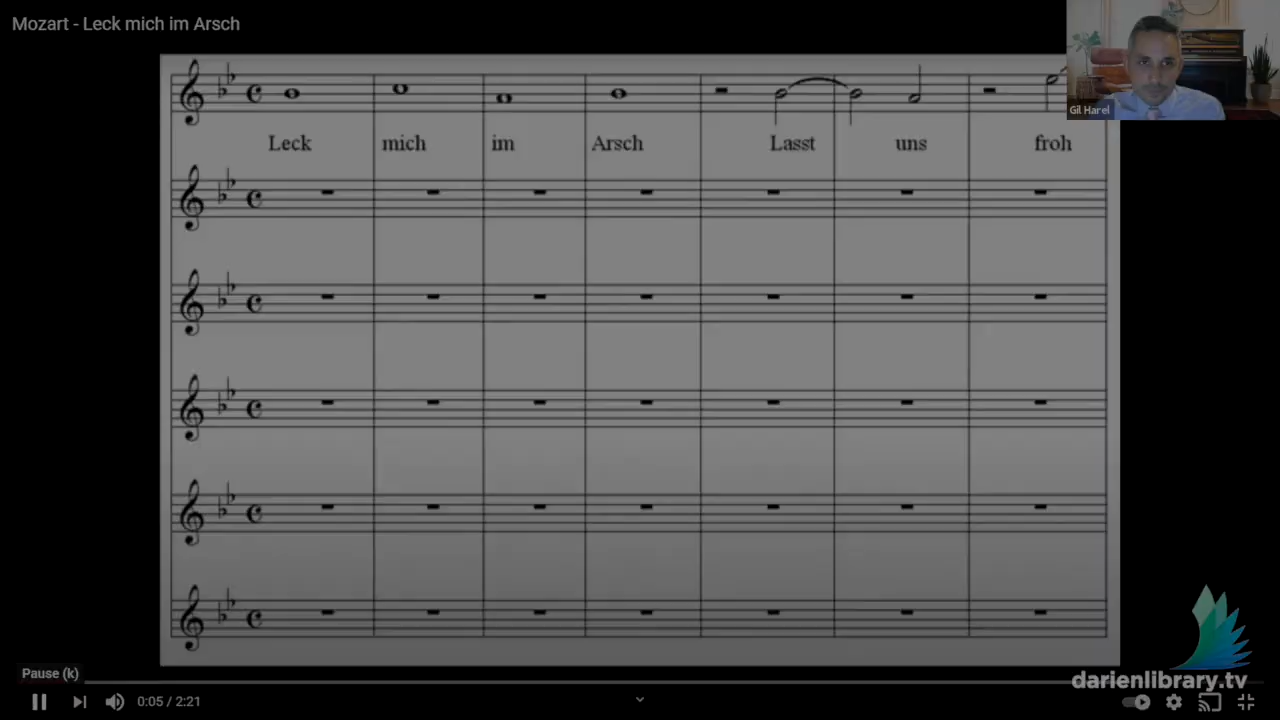 Mozart - Leck mich im Arsch
Gil Harel
Leck mich im Arsch Lasst uns froh
Pause (k)
darienlibrary.tv
0:05 / 2:21